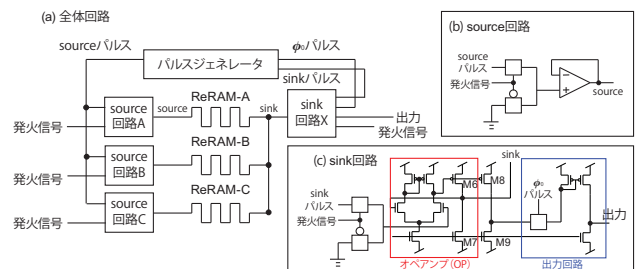 (a) 全体回路
sourceパルス
パルスジェネレータ
φ₀パルス
sinkパルス
source
回路A
source
ReRAM-A
sink
sink
回路X
出力
発火信号
発火信号
source
回路B
ReRAM-B
発火信号
source
回路C
ReRAM-C
発火信号
(b) source回路
source
パルス
発火信号
−
+
source
(c) sink回路
sink
sink
パルス
発火信号
M6
M8
M7
M9
φ₀
パルス
出力
オペアンプ(OP)
出力回路